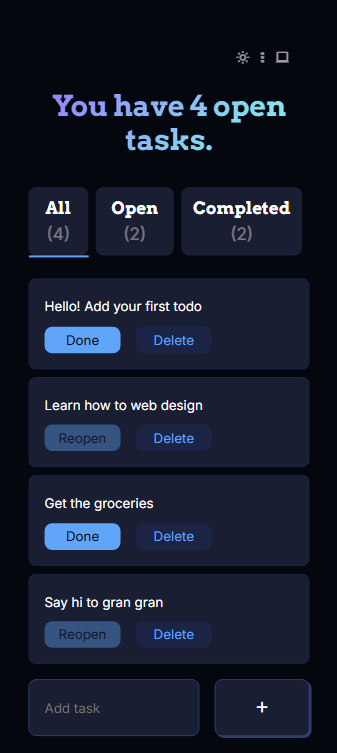 You have 4 open
tasks.
All
(4)
Open
(2)
Completed
(2)
Hello! Add your first todo
Done
Delete
Learn how to web design
Reopen
Delete
Get the groceries
Done
Delete
Say hi to gran gran
Reopen
Delete
Add task
+